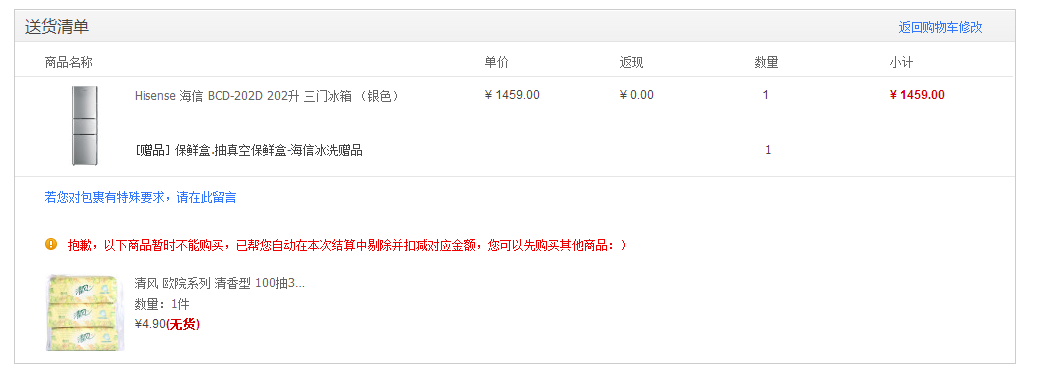 送货清单
返回购物车修改
商品名称 单价 返现 数量 小计
Hisense 海信 BCD-202D 202升 三门冰箱 （银色） ¥ 1459.00 ¥ 0.00 1 ¥ 1459.00
[赠品] 保鲜盒.抽真空保鲜盒-海信冰洗赠品 1
若您对包裹有特殊要求，请在此留言
抱歉，以下商品暂时不能购买，已帮您自动在本次结算中剔除并扣减对应金额，您可以先购买其他商品：）
清风 欧院系列 清香型 100抽3...
数量：1件
¥4.90(无货)
清风
清风
清风